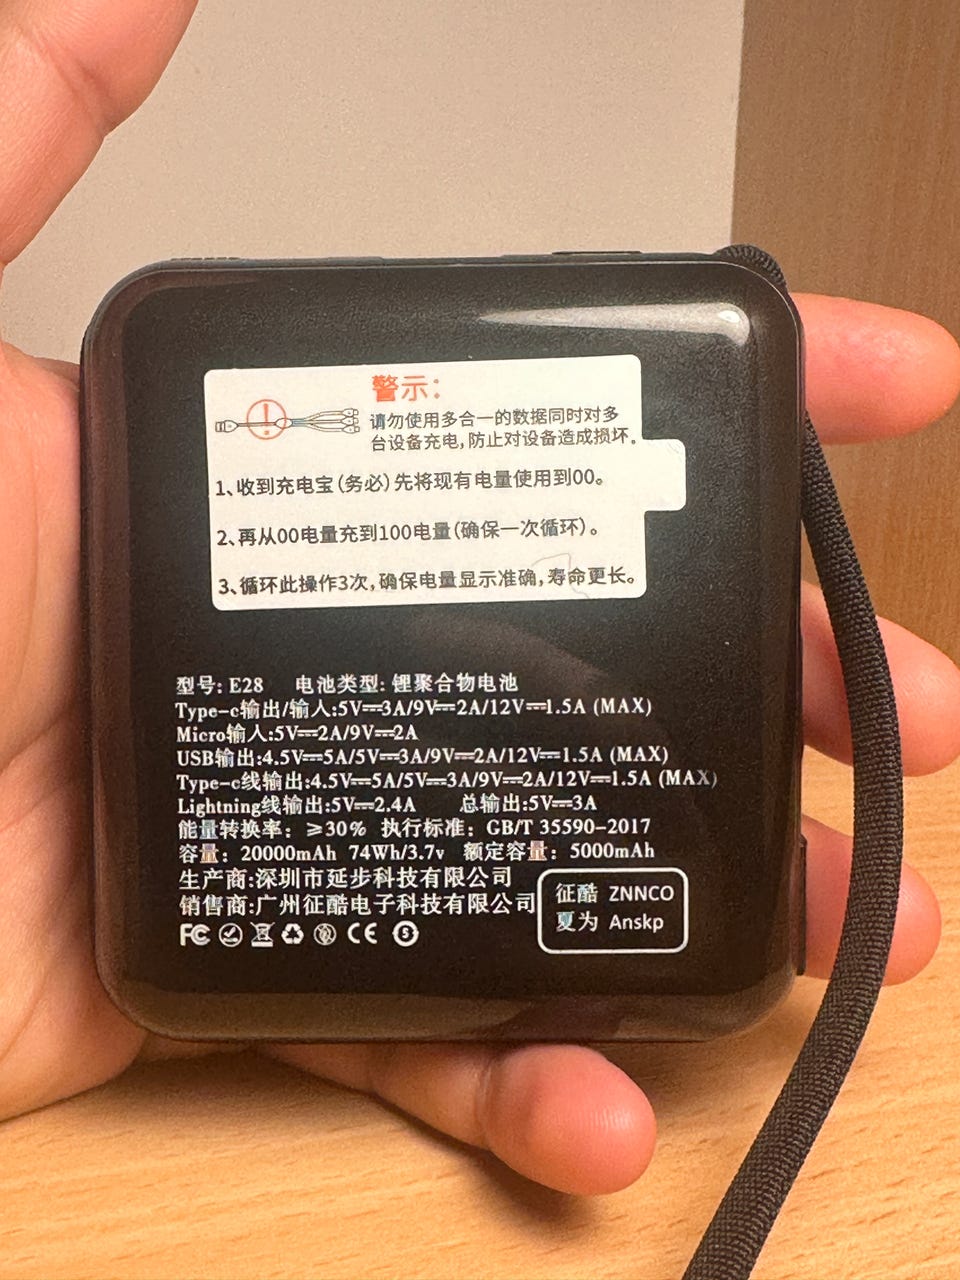 警示：
请勿使用多合一的数据同时对多
台设备充电,防止对设备造成损坏.
1、收到充电宝(务必)先将现有电量使用到00。
2、再从00电量充到100电量(确保一次循环)。
3、循环此操作3次,确保电量显示准确,寿命更长。
型号: E28 电池类型: 锂聚合物电池
Type-c输出/输入:5V⎓3A/9V⎓2A/12V⎓1.5A (MAX)
Micro输入:5V⎓2A/9V⎓2A
USB输出:4.5V⎓5A/5V⎓3A/9V⎓2A/12V⎓1.5A (MAX)
Type-c线输出:4.5V⎓5A/5V⎓3A/9V⎓2A/12V⎓1.5A (MAX)
Lightning线输出:5V⎓2.4A 总输出:5V⎓3A
能量转换率：≥30% 执行标准：GB/T 35590-2017
容量：20000mAh 74Wh/3.7v 额定容量：5000mAh
生产商:深圳市延步科技有限公司
销售商:广州征酷电子科技有限公司
征酷 ZNNCO
夏为 Anskp
FC CE 5